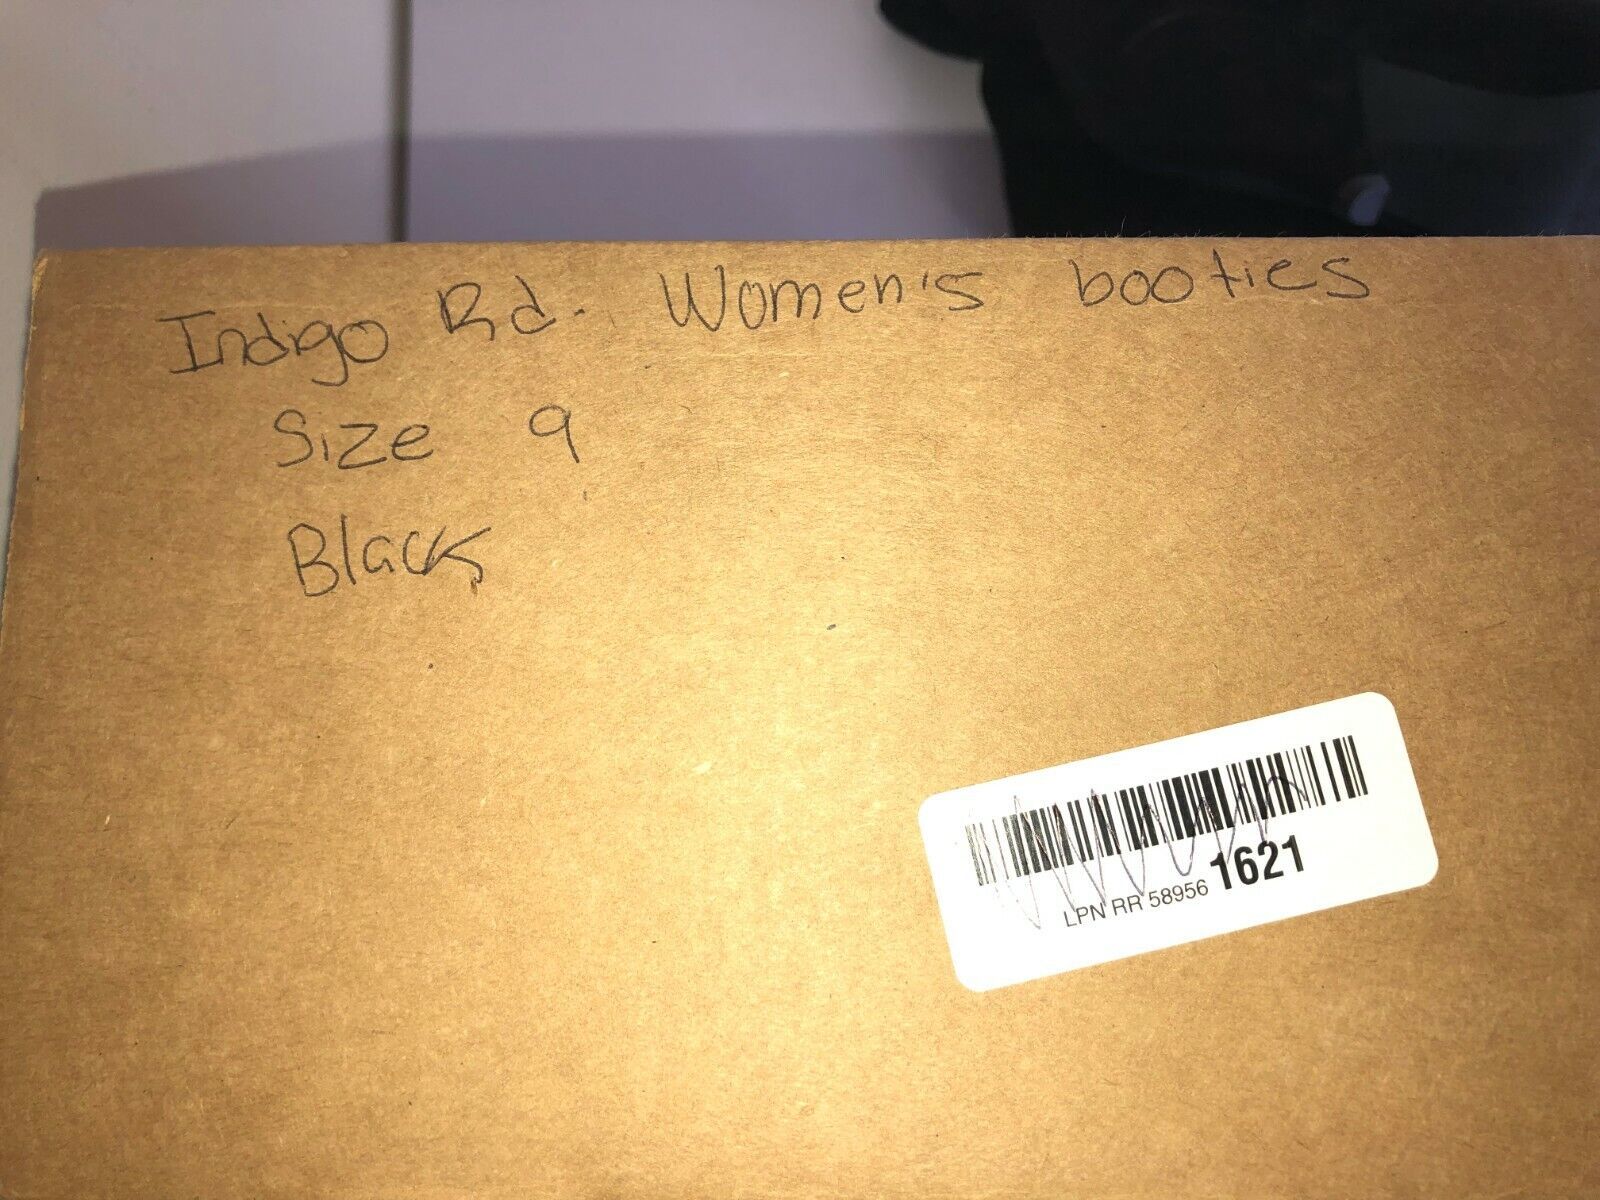 Indigo Rd. Women's booties
Size 9
Black
LPN RR 58956 1621